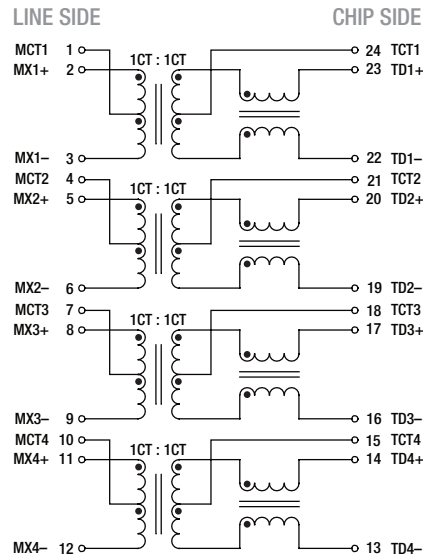 LINE SIDE CHIP SIDE
MCT1 1 24 TCT1
MX1+ 2 1CT : 1CT 23 TD1+
MX1– 3 22 TD1–
MCT2 4 1CT : 1CT 21 TCT2
MX2+ 5 20 TD2+
MX2– 6 19 TD2–
MCT3 7 18 TCT3
MX3+ 8 1CT : 1CT 17 TD3+
MX3– 9 16 TD3–
MCT4 10 15 TCT4
MX4+ 11 1CT : 1CT 14 TD4+
MX4– 12 13 TD4–